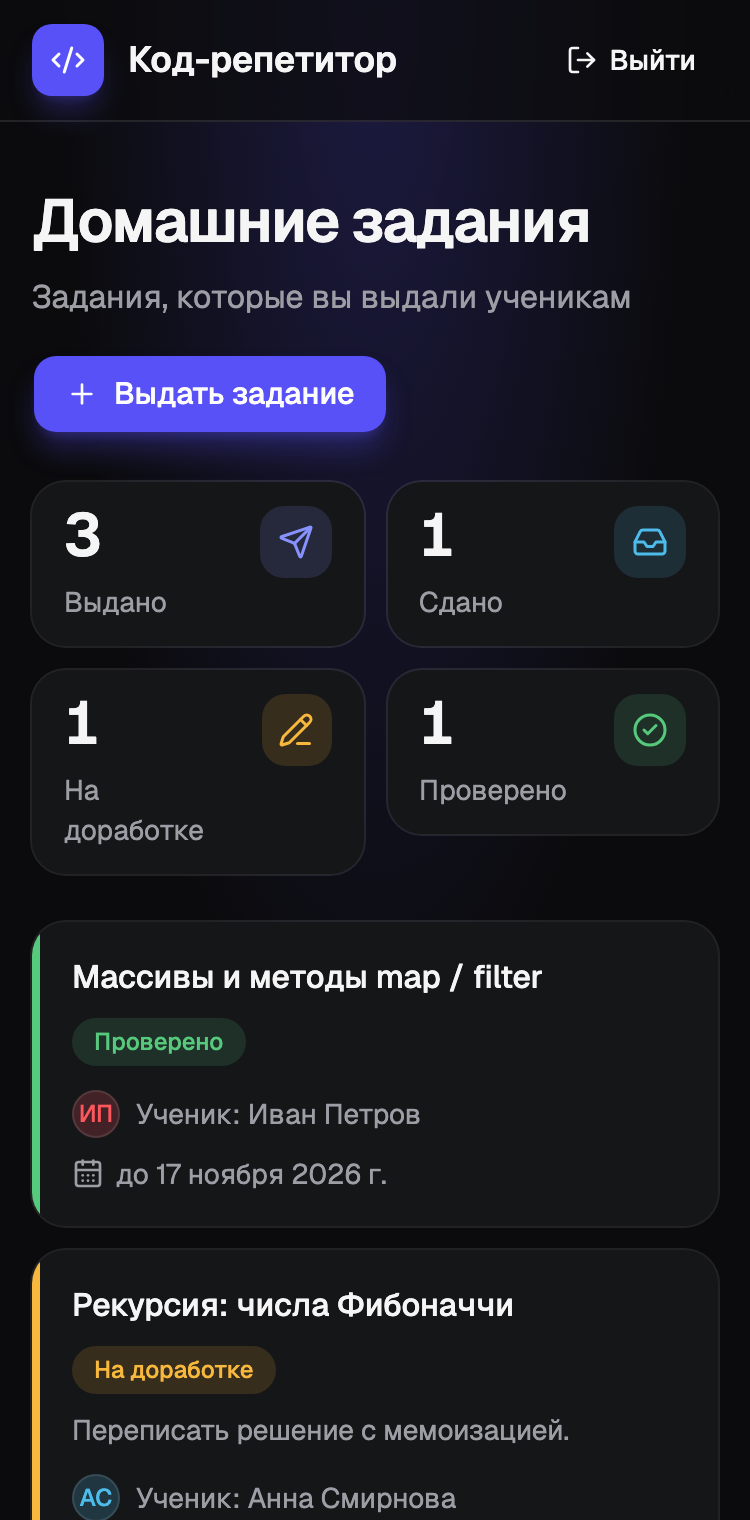 Код-репетитор
Выйти
Домашние задания
Задания, которые вы выдали ученикам
Выдать задание
3
Выдано
1
Сдано
1
На
доработке
1
Проверено
Массивы и методы map / filter
Проверено
ИП Ученик: Иван Петров
до 17 ноября 2026 г.
Рекурсия: числа Фибоначчи
На доработке
Переписать решение с мемоизацией.
АС Ученик: Анна Смирнова